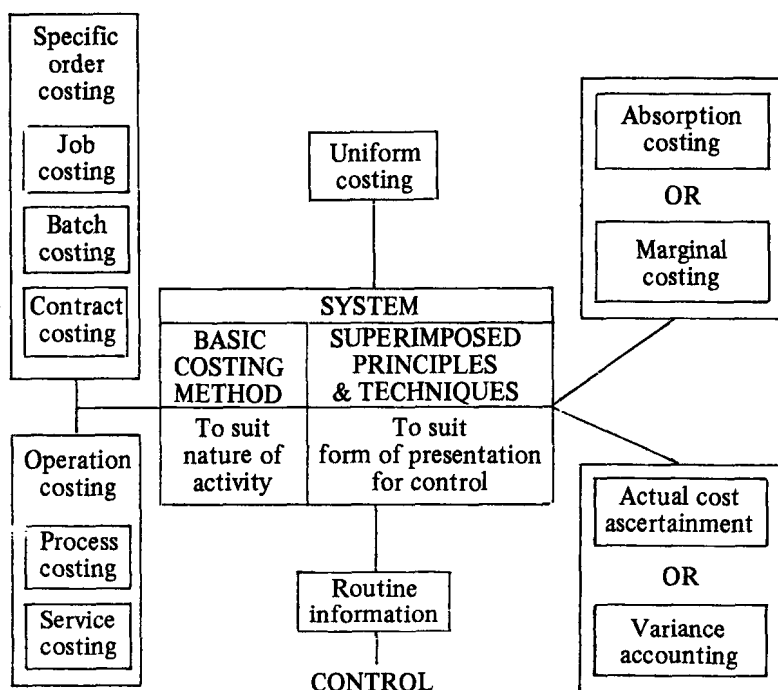 Specific
order
costing
Job
costing
Batch
costing
Contract
costing
Operation
costing
Process
costing
Service
costing
Uniform
costing
SYSTEM
BASIC
COSTING
METHOD
SUPERIMPOSED
PRINCIPLES
& TECHNIQUES
To suit
nature of
activity
To suit
form of presentation
for control
Routine
information
CONTROL
Absorption
costing
OR
Marginal
costing
Actual cost
ascertainment
OR
Variance
accounting